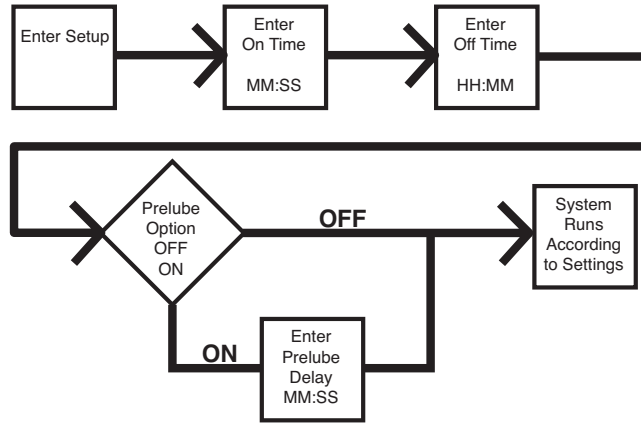 Enter Setup
Enter
On Time
MM:SS
Enter
Off Time
HH:MM
Prelube
Option
OFF
ON
OFF
System
Runs
According
to Settings
ON
Enter
Prelube
Delay
MM:SS